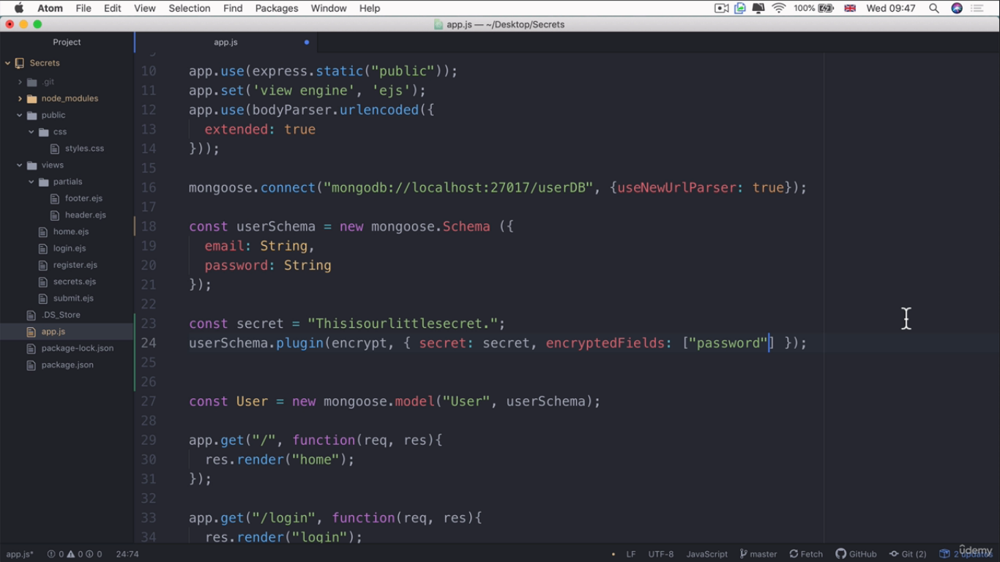 Atom File Edit View Selection Find Packages Window Help 100% Wed 09:47
app.js — ~/Desktop/Secrets
Project
app.js
Secrets
.git
node_modules
public
css
styles.css
views
partials
footer.ejs
header.ejs
home.ejs
login.ejs
register.ejs
secrets.ejs
submit.ejs
.DS_Store
app.js
package-lock.json
package.json
10 app.use(express.static("public"));
11 app.set('view engine', 'ejs');
12 app.use(bodyParser.urlencoded({
13 extended: true
14 }));
15
16 mongoose.connect("mongodb://localhost:27017/userDB", {useNewUrlParser: true});
17
18 const userSchema = new mongoose.Schema ({
19 email: String,
20 password: String
21 });
22
23 const secret = "Thisisourlittlesecret.";
24 userSchema.plugin(encrypt, { secret: secret, encryptedFields: ["password"] });
25
26
27 const User = new mongoose.model("User", userSchema);
28
29 app.get("/", function(req, res){
30 res.render("home");
31 });
32
33 app.get("/login", function(req, res){
34 res.render("login");
app.js* 0 0 0 24:74 LF UTF-8 JavaScript master Fetch GitHub Git (2) 2 updates
udemy